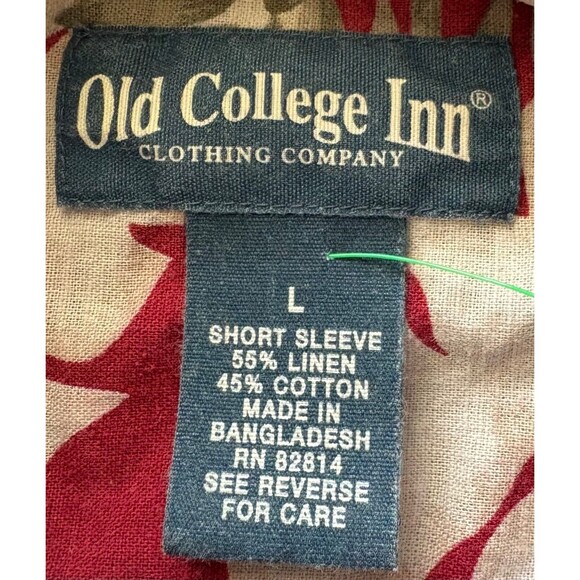 Old College Inn®
CLOTHING COMPANY
L
SHORT SLEEVE
55% LINEN
45% COTTON
MADE IN
BANGLADESH
RN 82814
SEE REVERSE
FOR CARE